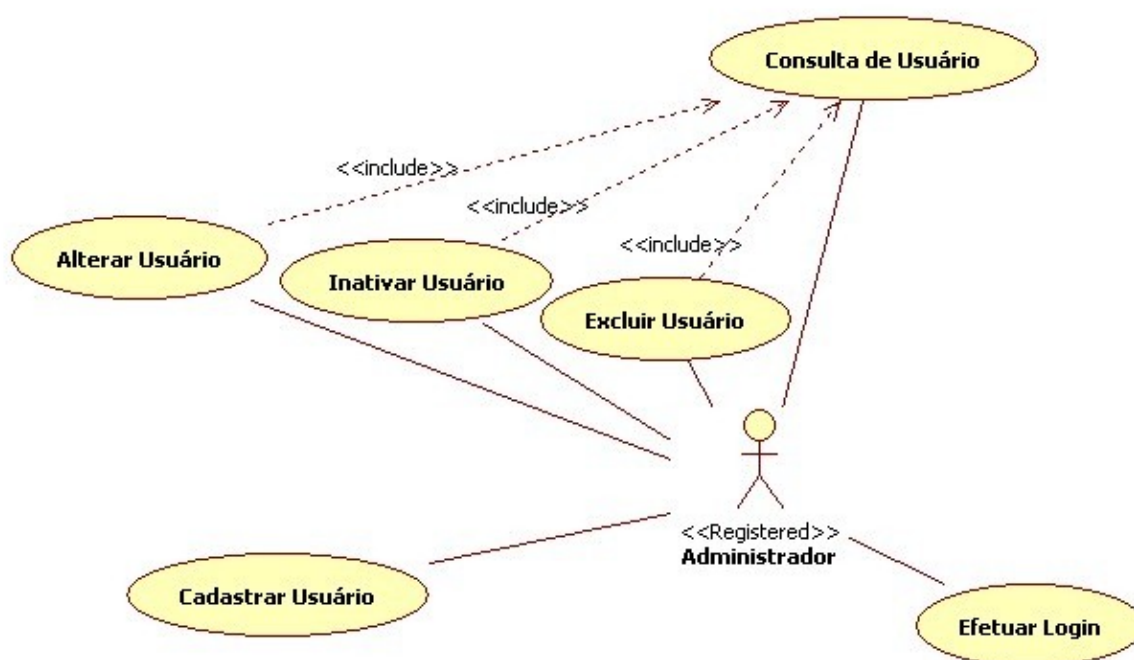 Consulta de Usuário
<<include>>
<<include>>
<<include>>
Alterar Usuário
Inativar Usuário
Excluir Usuário
<<Registered>>
Administrador
Cadastrar Usuário
Efetuar Login